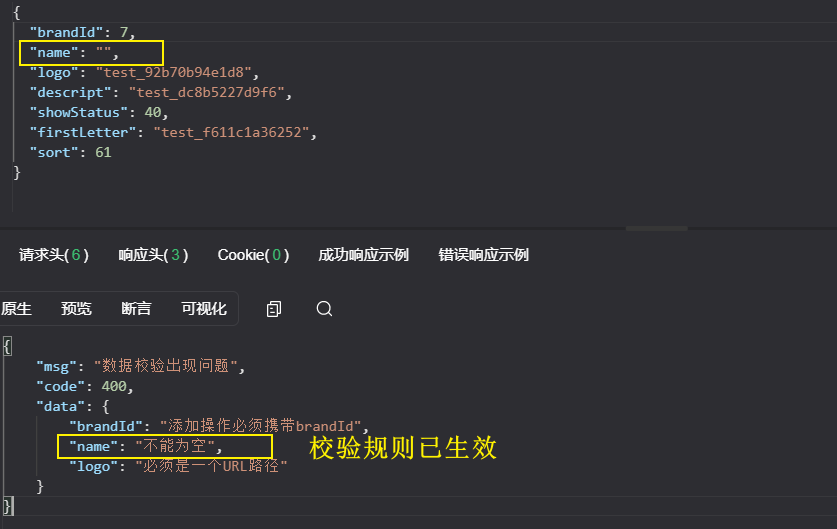 {
"brandId": 7,
"name": "",
"logo": "test_92b70b94e1d8",
"descript": "test_dc8b5227d9f6",
"showStatus": 40,
"firstLetter": "test_f611c1a36252",
"sort": 61
}
请求头(6) 响应头(3) Cookie(0) 成功响应示例 错误响应示例
原生 预览 断言 可视化
{
"msg": "数据校验出现问题",
"code": 400,
"data": {
"brandId": "添加操作必须携带brandId",
"name": "不能为空", 校验规则已生效
"logo": "必须是一个URL路径"
}
}